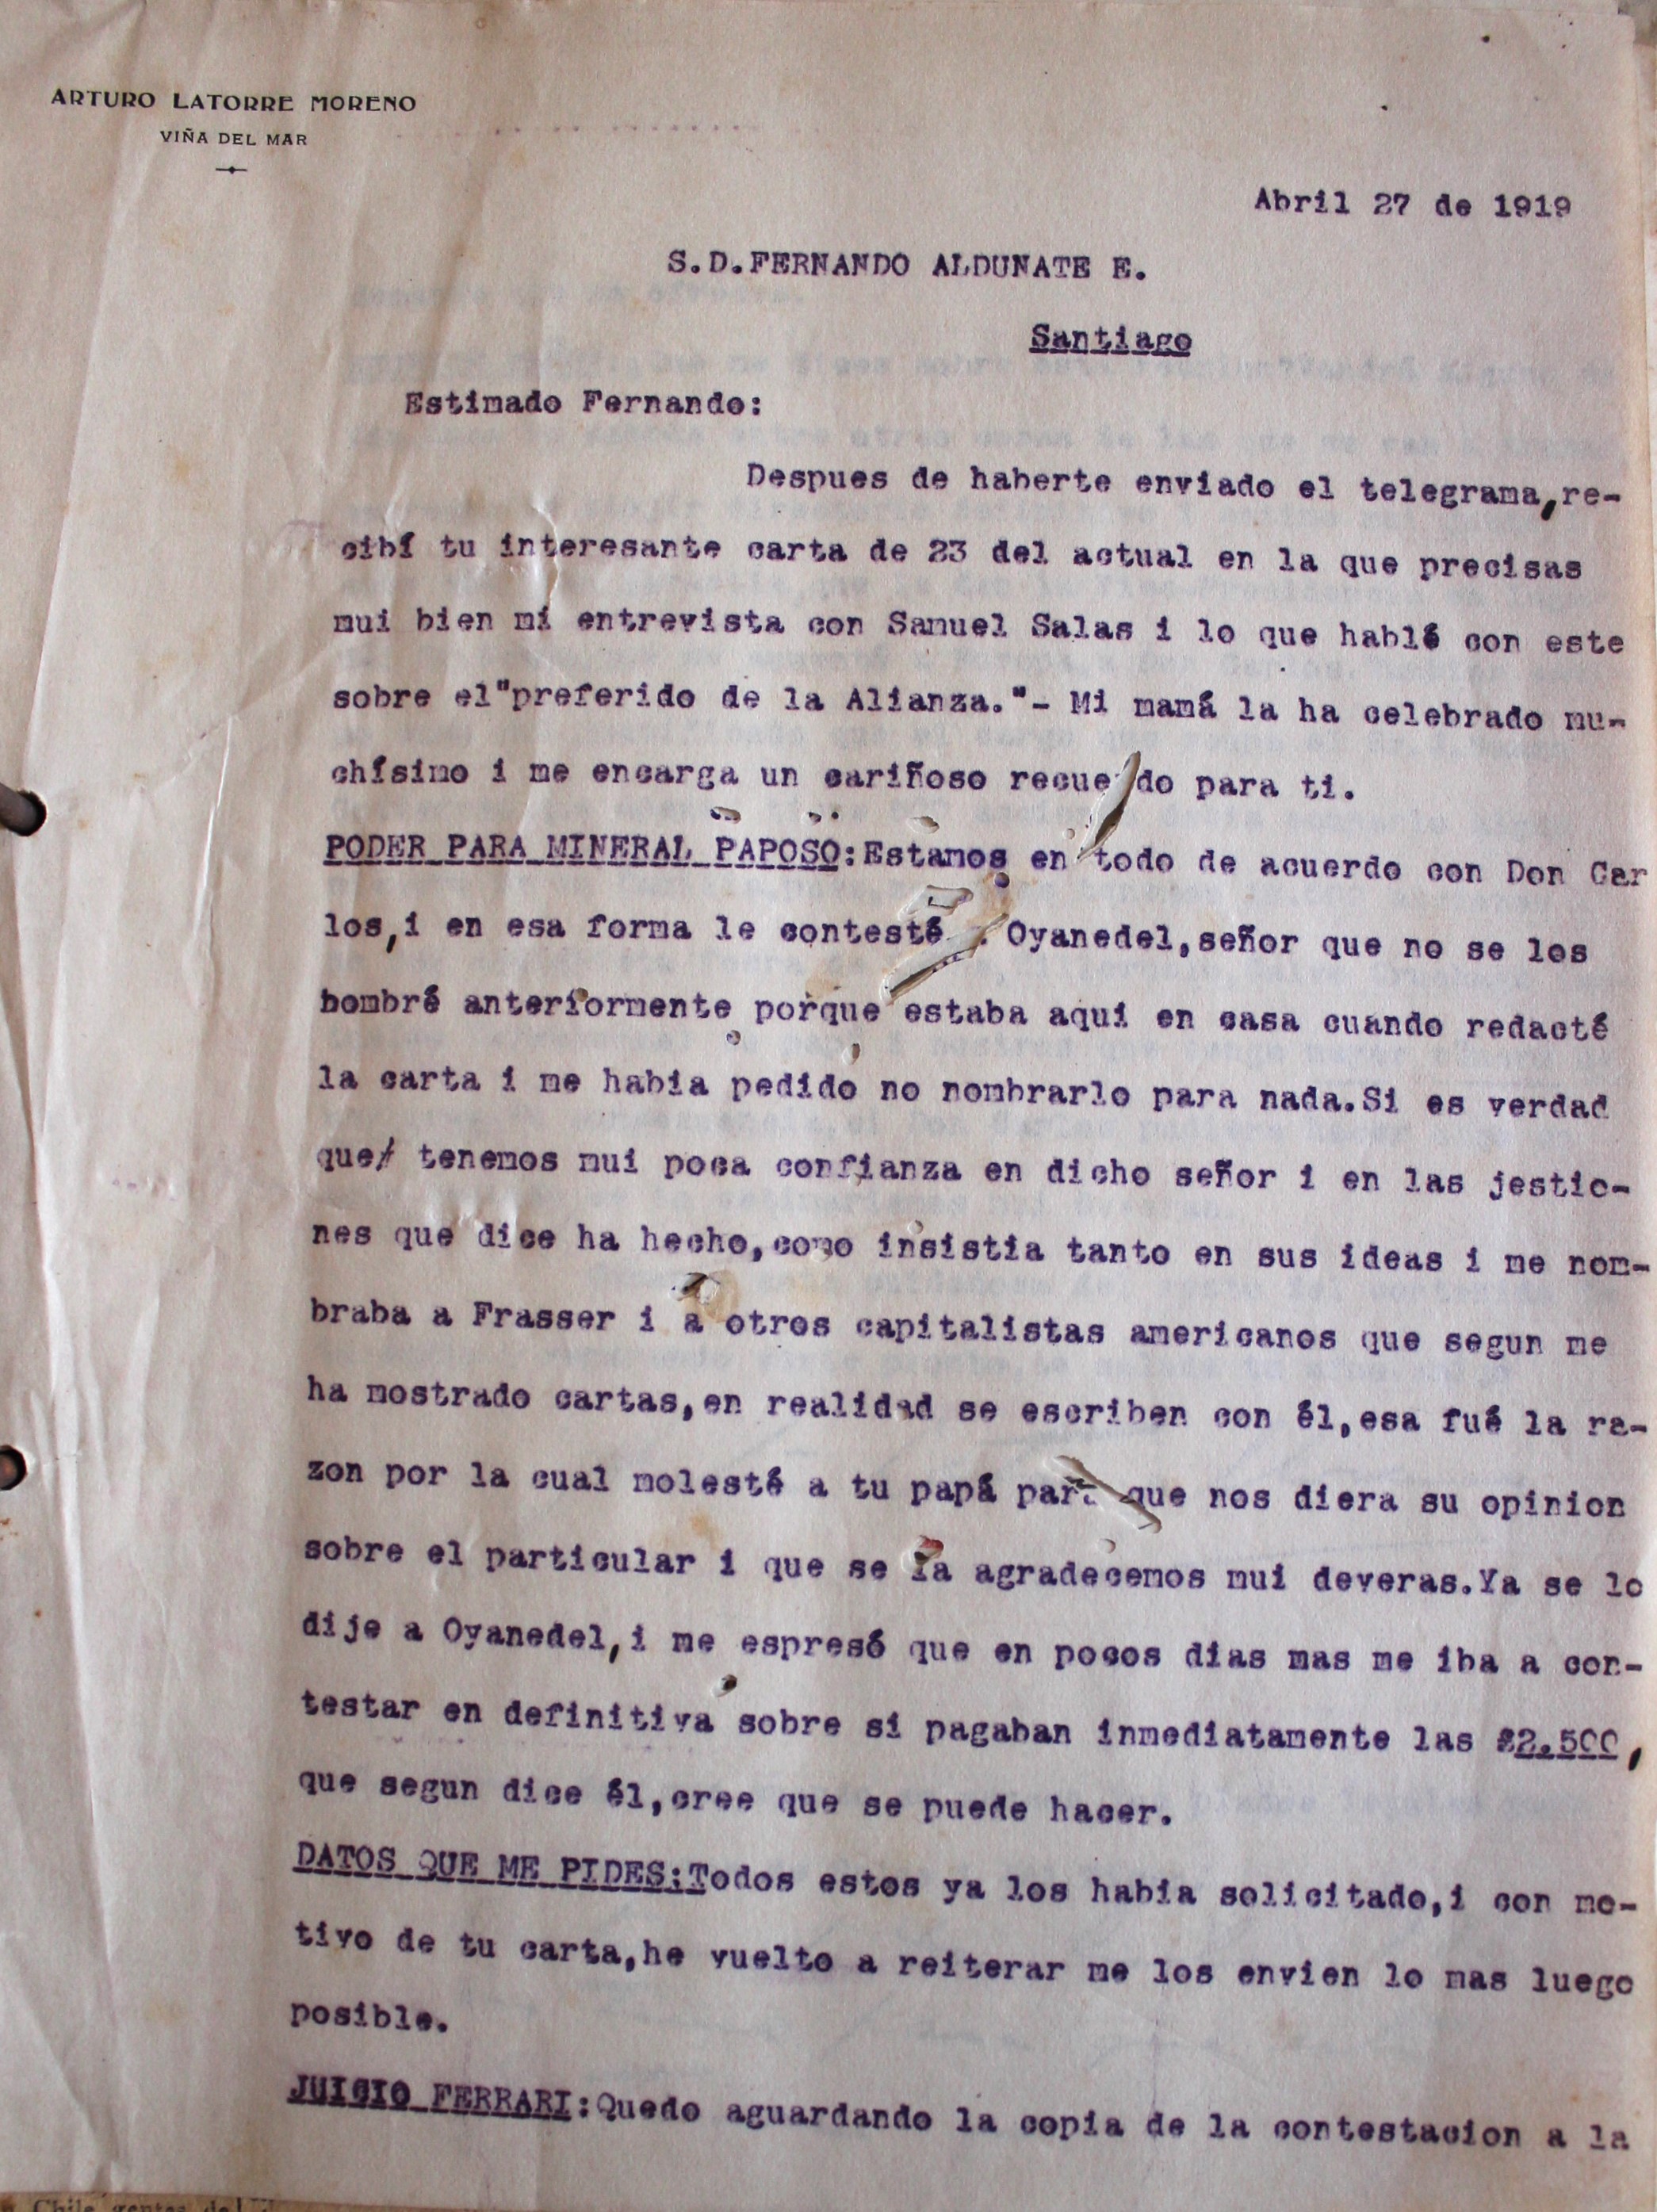 ARTURO LATORRE MORENO
VIÑA DEL MAR
Abril 27 de 1919
S.D.FERNANDO ALDUNATE E.
Santiago
Estimado Fernando:
Despues de haberte enviado el telegrama,re-
cibí tu interesante carta de 23 del actual en la que precisas
mui bien mi entrevista con Samuel Salas i lo que hablé con este
sobre el"preferido de la Alianza."- Mi mamá la ha celebrado mu-
chísimo i me encarga un cariñoso recuerdo para ti.
PODER PARA MINERAL PAPOSO:Estamos en todo de acuerdo con Don Car
los,i en esa forma le contesté Oyanedel,señor que no se los
nombré anteriormente porque estaba aqui en casa cuando redacté
la carta i me habia pedido no nombrarlo para nada.Si es verdad
que tenemos mui poca confianza en dicho señor i en las jestio-
nes que dice ha hecho,como insistia tanto en sus ideas i me nom-
braba a Frasser i a otros capitalistas americanos que segun me
ha mostrado cartas,en realidad se escriben con él,esa fué la ra-
zon por la cual molesté a tu papá para que nos diera su opinion
sobre el particular i que se la agradecemos mui deveras.Ya se lo
dije a Oyanedel,i me espresó que en pocos dias mas me iba a con-
testar en definitiva sobre si pagaban inmediatamente las £2.500,
que segun dice él,cree que se puede hacer.
DATOS QUE ME PIDES:Todos estos ya los habia solicitado,i con mo-
tivo de tu carta,he vuelto a reiterar me los envien lo mas luego
posible.
JUICIO FERRARI:Quedo aguardando la copia de la contestacion a la
Chile gentes de